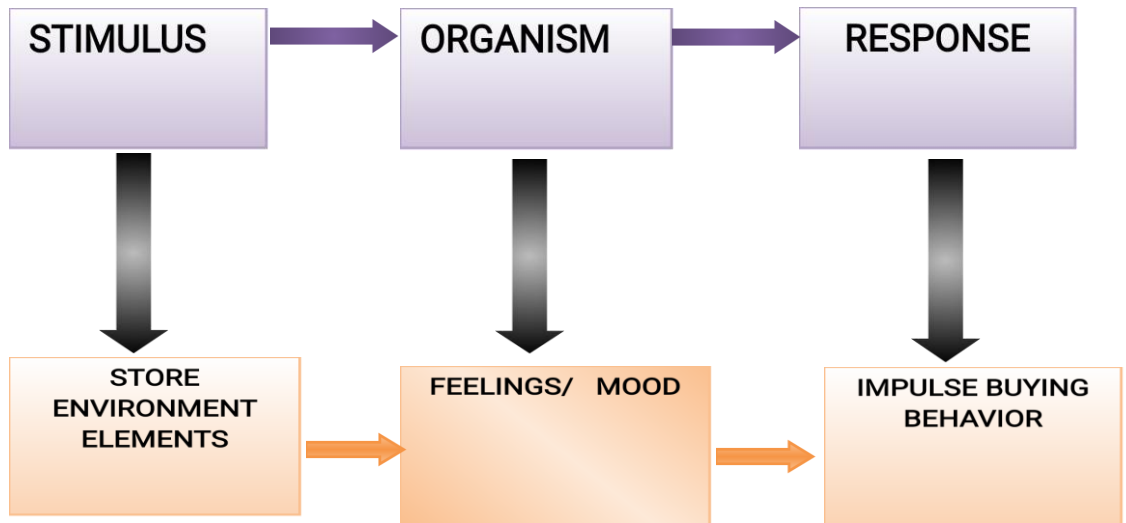 STIMULUS
ORGANISM
RESPONSE
STORE
ENVIRONMENT
ELEMENTS
FEELINGS/ MOOD
IMPULSE BUYING
BEHAVIOR